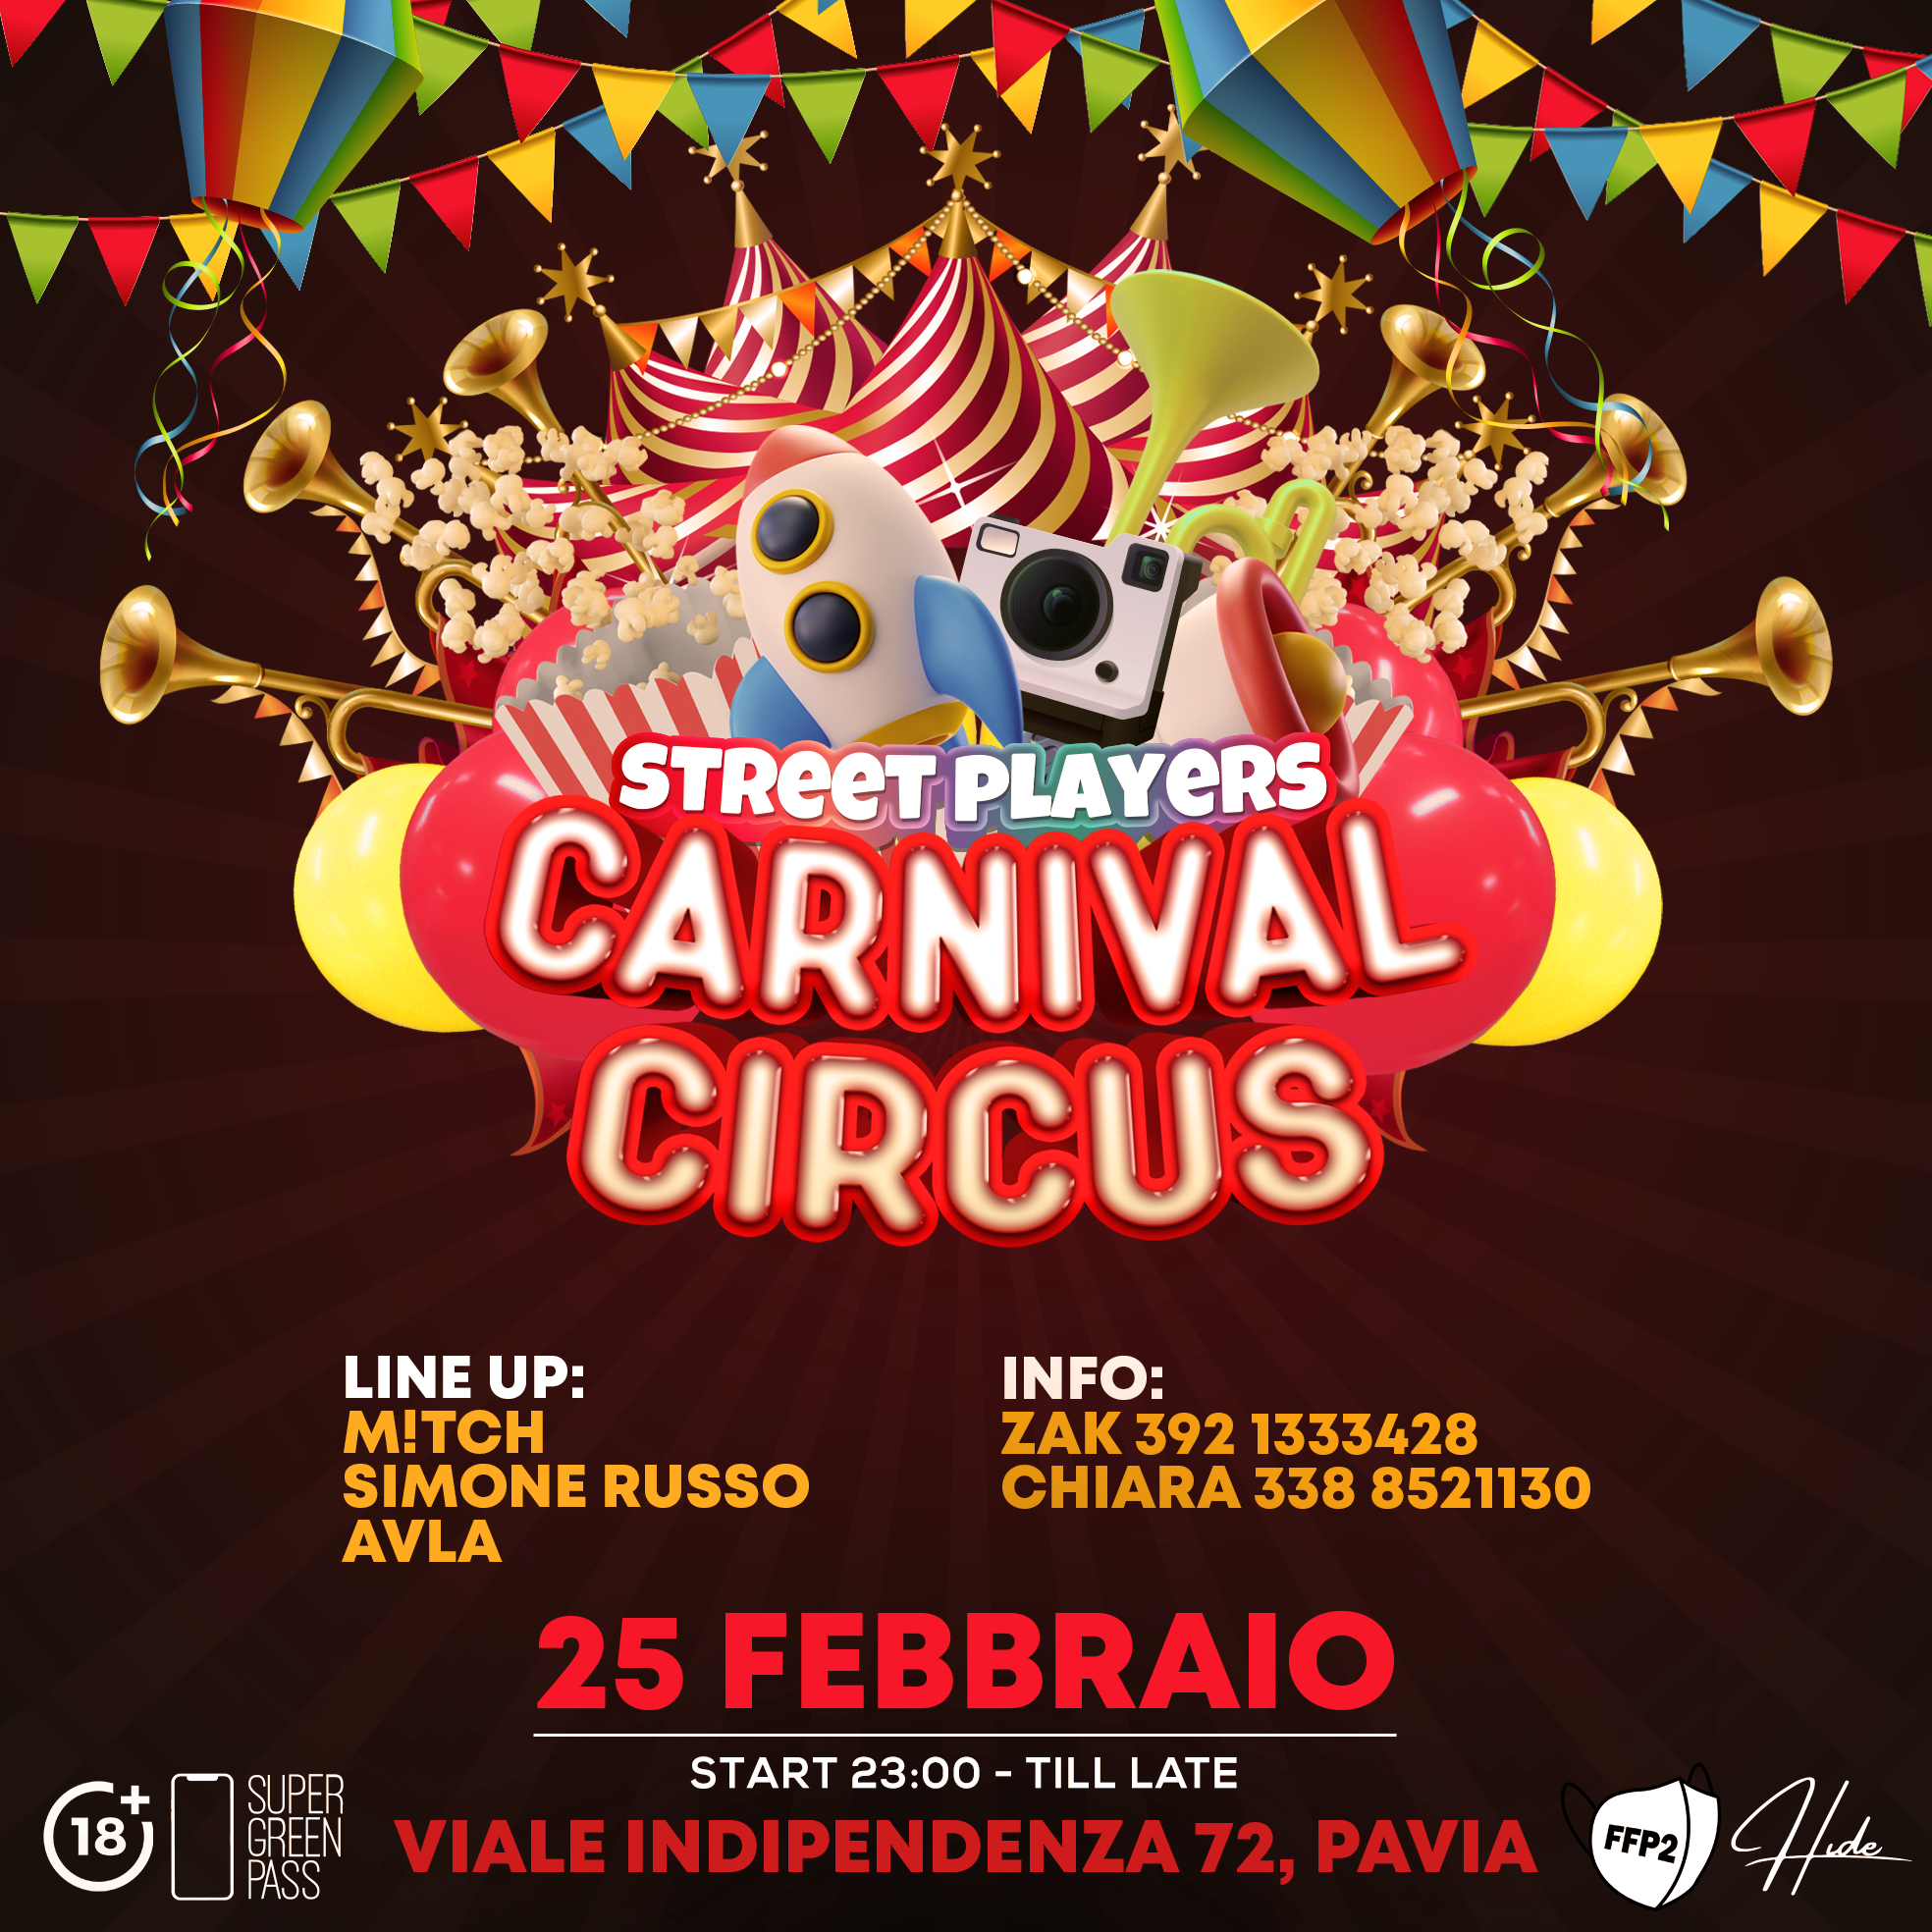 STREET PLAYERS
CARNIVAL
CIRCUS
LINE UP:
M!TCH
SIMONE RUSSO
AVLA
INFO:
ZAK 392 1333428
CHIARA 338 8521130
25 FEBBRAIO
START 23:00 - TILL LATE
VIALE INDIPENDENZA 72, PAVIA
18+
SUPER
GREEN
PASS
FFP2
Hide